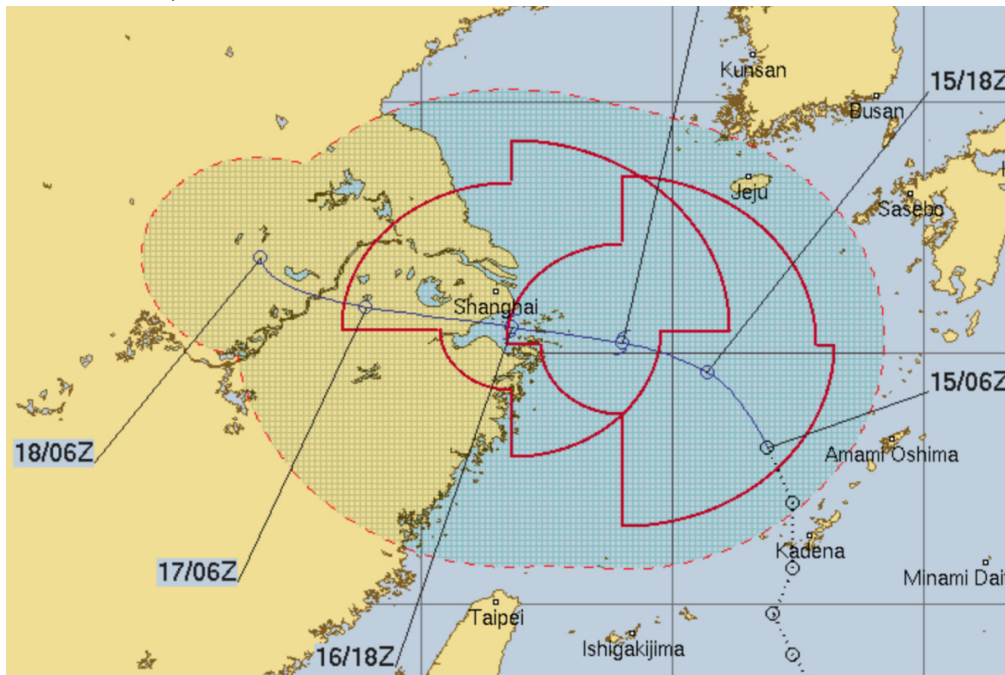 Kunsan
15/18Z
Busan
Jeju
Sasebo
Shanghai
15/06Z
18/06Z
Amami Oshima
Kadena
17/06Z
Minami Dait
Taipei
Ishigakijima
16/18Z